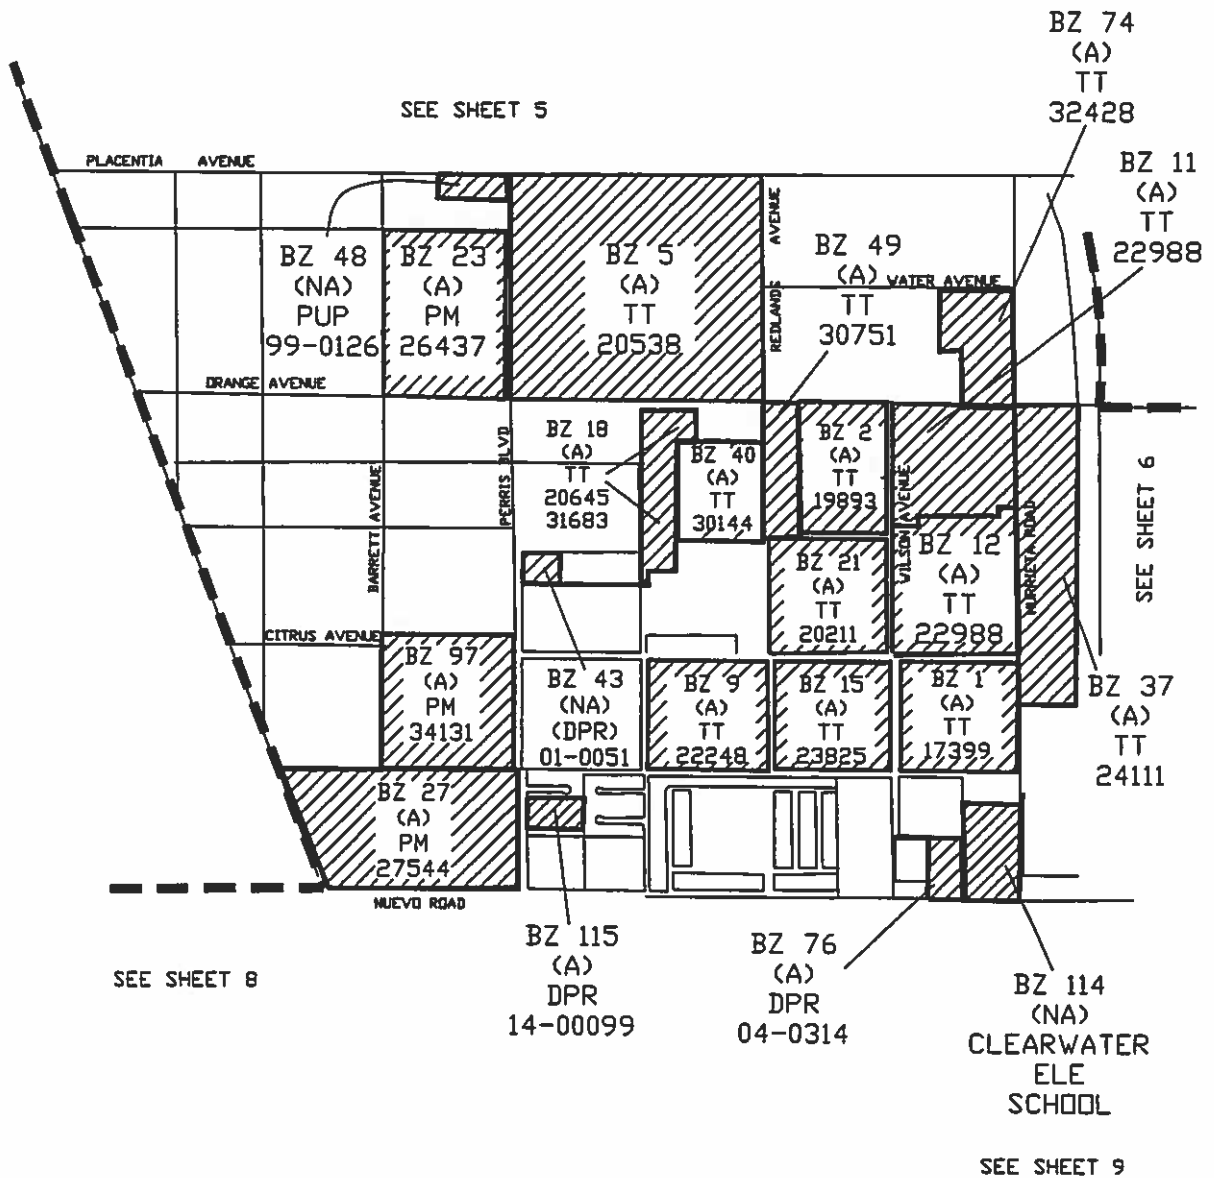 BZ 74
(A)
TT
32428
SEE SHEET 5
BZ 11
(A)
TT
22988
PLACENTIA AVENUE
BZ 48
(NA)
PUP
99-0126
BZ 23
(A)
PM
26437
BZ 5
(A)
TT
20538
REDLANDS AVENUE
BZ 49
(A)
TT
30751
WATER AVENUE
ORANGE AVENUE
BARRETT AVENUE
PERRIS BLVD
BZ 18
(A)
TT
20645
31683
BZ 40
(A)
TT
30144
BZ 2
(A)
TT
19893
WILSON AVENUE
BZ 12
(A)
TT
22988
MURRIETA ROAD
SEE SHEET 6
BZ 21
(A)
TT
20211
CITRUS AVENUE
BZ 97
(A)
PM
34131
BZ 43
(NA)
(DPR)
01-0051
BZ 9
(A)
TT
22248
BZ 15
(A)
TT
23825
BZ 1
(A)
TT
17399
BZ 37
(A)
TT
24111
BZ 27
(A)
PM
27544
NUEVO ROAD
BZ 115
(A)
DPR
14-00099
BZ 76
(A)
DPR
04-0314
BZ 114
(NA)
CLEARWATER
ELE
SCHOOL
SEE SHEET 8
SEE SHEET 9